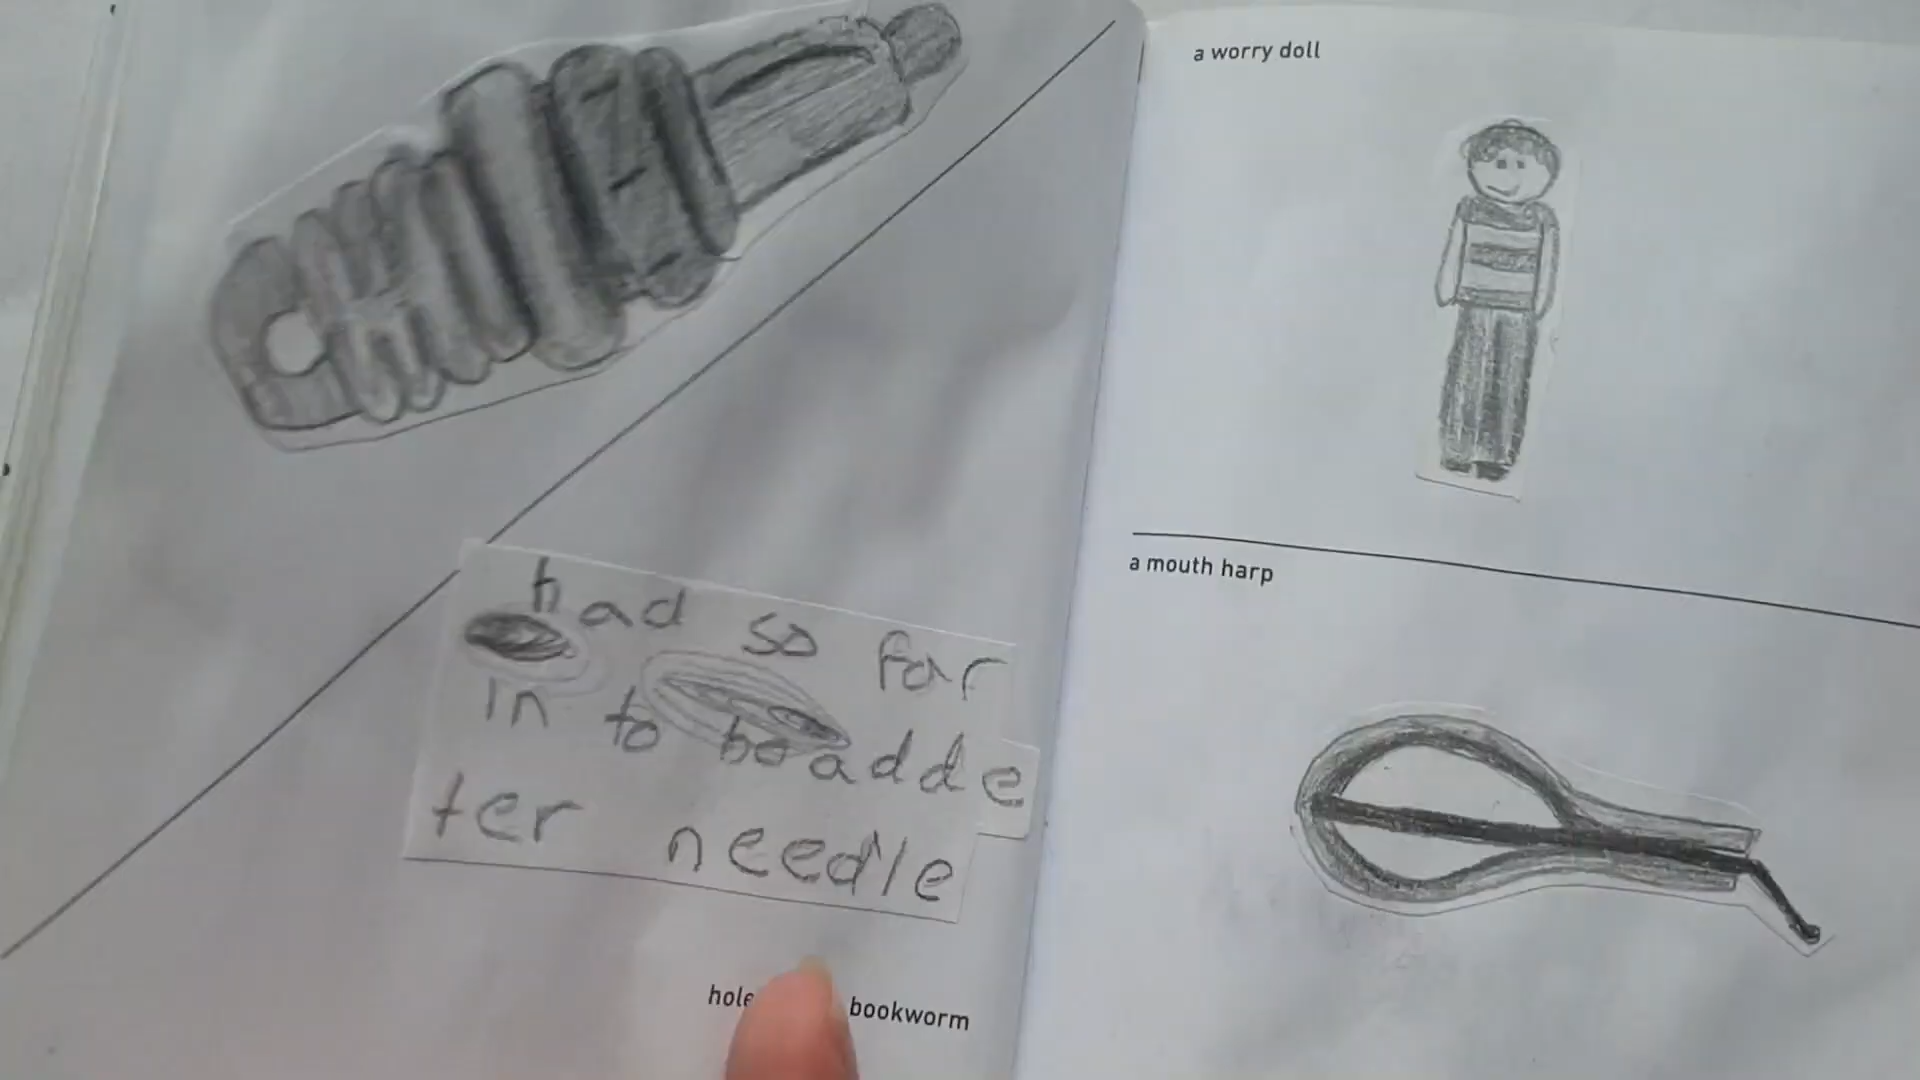 had so far
in to be adde
ter needle
hole
bookworm
a worry doll
a mouth harp